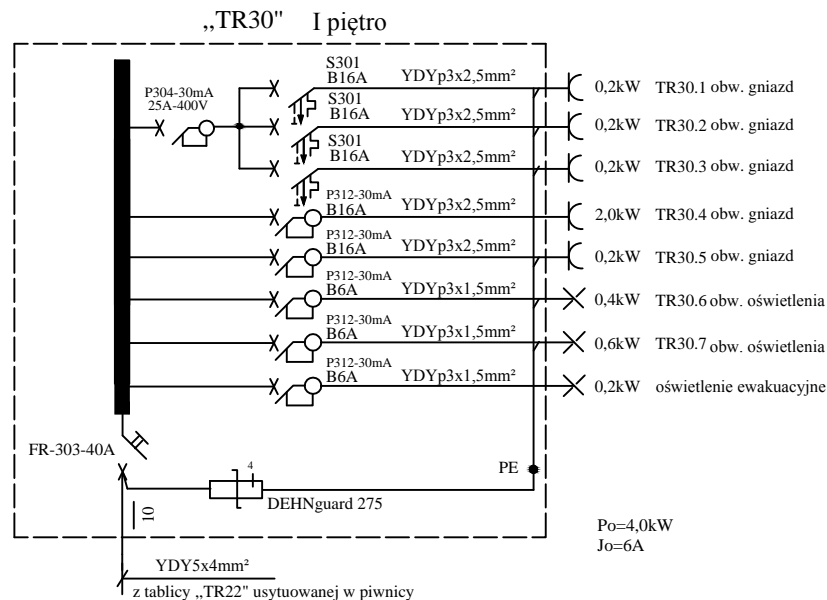 „TR30" I piętro
P304-30mA
25A-400V
S301
B16A
YDYp3x2,5mm²
0,2kW TR30.1 obw. gniazd
S301
B16A
YDYp3x2,5mm²
0,2kW TR30.2 obw. gniazd
S301
B16A
YDYp3x2,5mm²
0,2kW TR30.3 obw. gniazd
P312-30mA
B16A
YDYp3x2,5mm²
2,0kW TR30.4 obw. gniazd
P312-30mA
B16A
YDYp3x2,5mm²
0,2kW TR30.5 obw. gniazd
P312-30mA
B6A
YDYp3x1,5mm²
0,4kW TR30.6 obw. oświetlenia
P312-30mA
B6A
YDYp3x1,5mm²
0,6kW TR30.7 obw. oświetlenia
P312-30mA
B6A
YDYp3x1,5mm²
0,2kW oświetlenie ewakuacyjne
FR-303-40A
PE
4
DEHNguard 275
10
Po=4,0kW
Jo=6A
YDY5x4mm²
z tablicy „TR22" usytuowanej w piwnicy